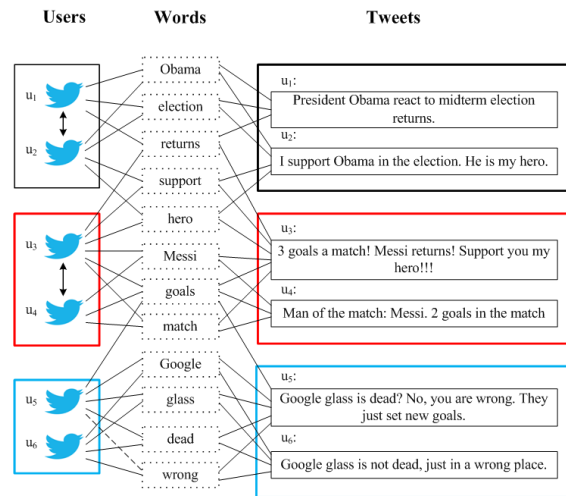 Users
Words
Tweets
u1
u2
u3
u4
u5
u6
Obama
election
returns
support
hero
Messi
goals
match
Google
glass
dead
wrong
u1:
President Obama react to midterm election
returns.
u2:
I support Obama in the election. He is my hero.
u3:
3 goals a match! Messi returns! Support you my
hero!!!
u4:
Man of the match: Messi. 2 goals in the match
u5:
Google glass is dead? No, you are wrong. They
just set new goals.
u6:
Google glass is not dead, just in a wrong place.